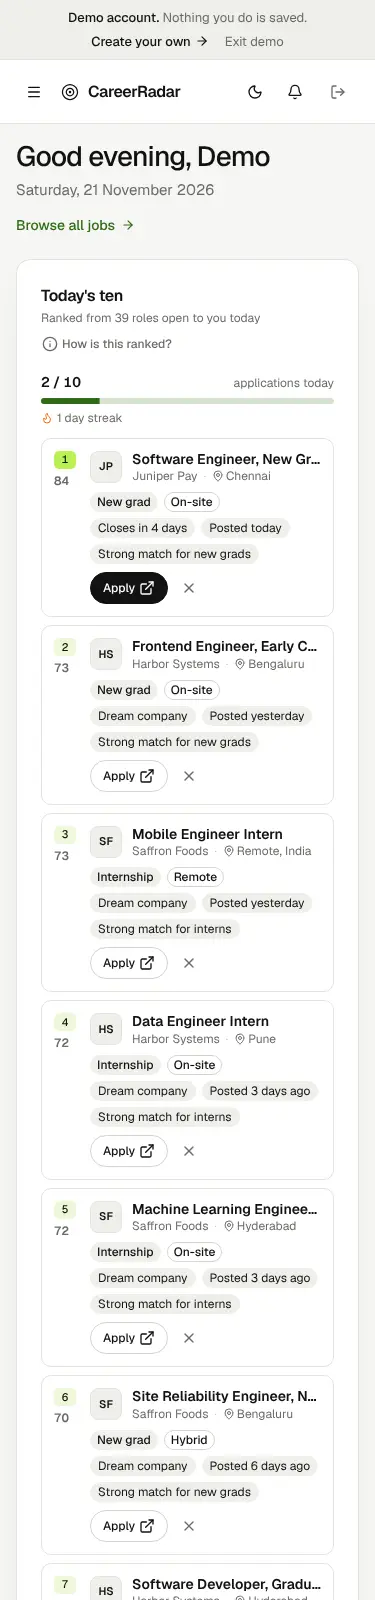 Demo account. Nothing you do is saved.
Create your own → Exit demo
CareerRadar
Good evening, Demo
Saturday, 21 November 2026
Browse all jobs →
Today's ten
Ranked from 39 roles open to you today
How is this ranked?
2 / 10 applications today
1 day streak
1 JP Software Engineer, New Gr...
84 Juniper Pay · Chennai
New grad On-site
Closes in 4 days Posted today
Strong match for new grads
Apply
2 HS Frontend Engineer, Early C...
73 Harbor Systems · Bengaluru
New grad On-site
Dream company Posted yesterday
Strong match for new grads
Apply
3 SF Mobile Engineer Intern
73 Saffron Foods · Remote, India
Internship Remote
Dream company Posted yesterday
Strong match for interns
Apply
4 HS Data Engineer Intern
72 Harbor Systems · Pune
Internship On-site
Dream company Posted 3 days ago
Strong match for interns
Apply
5 SF Machine Learning Enginee...
72 Saffron Foods · Hyderabad
Internship On-site
Dream company Posted 3 days ago
Strong match for interns
Apply
6 SF Site Reliability Engineer, N...
70 Saffron Foods · Bengaluru
New grad Hybrid
Dream company Posted 6 days ago
Strong match for new grads
Apply
7 HS Software Developer, Gradu...
Harbor Systems · Hyderabad